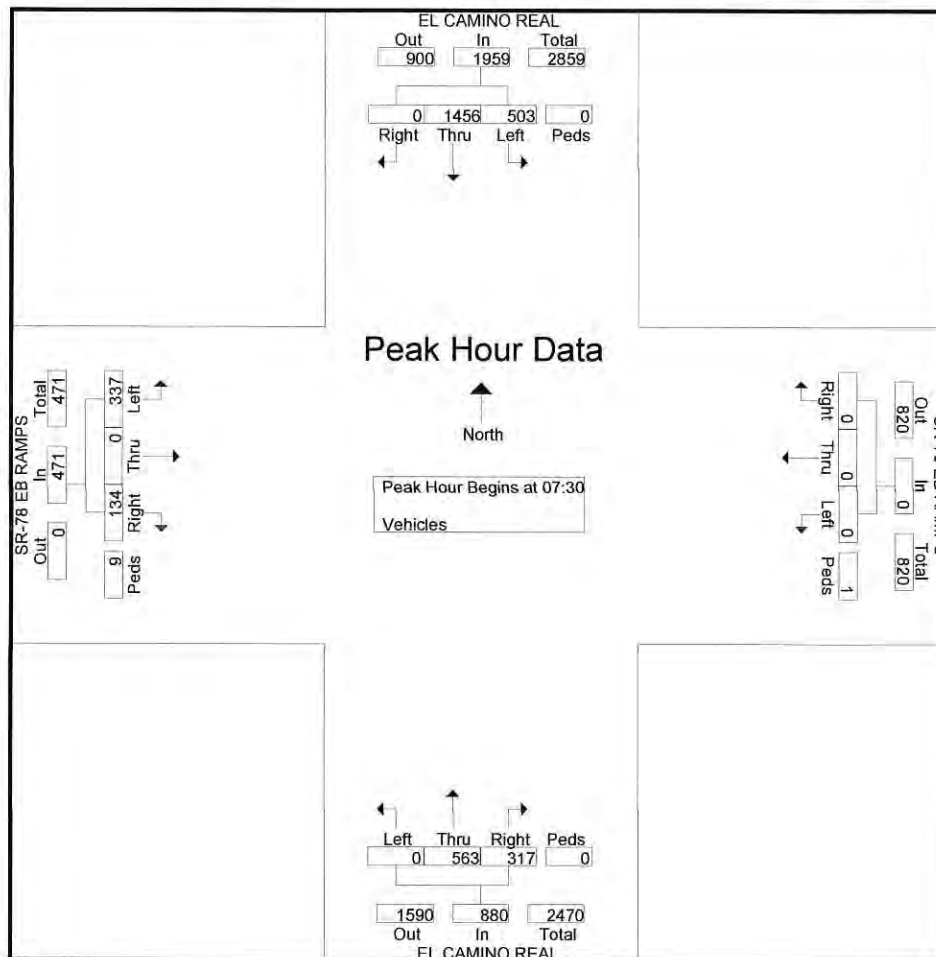 EL CAMINO REAL
Out In Total
900 1959 2859
0 1456 503 0
Right Thru Left Peds
Peak Hour Data
North
Peak Hour Begins at 07:30
Vehicles
SR-78 EB RAMPS
Total In Out
471 471 0
337 0 134 9
Left Thru Right Peds
Right Thru Left Peds
0 0 0 1
820 0 820
Out In Total
Left Thru Right Peds
0 563 317 0
1590 880 2470
Out In Total
EL CAMINO REAL